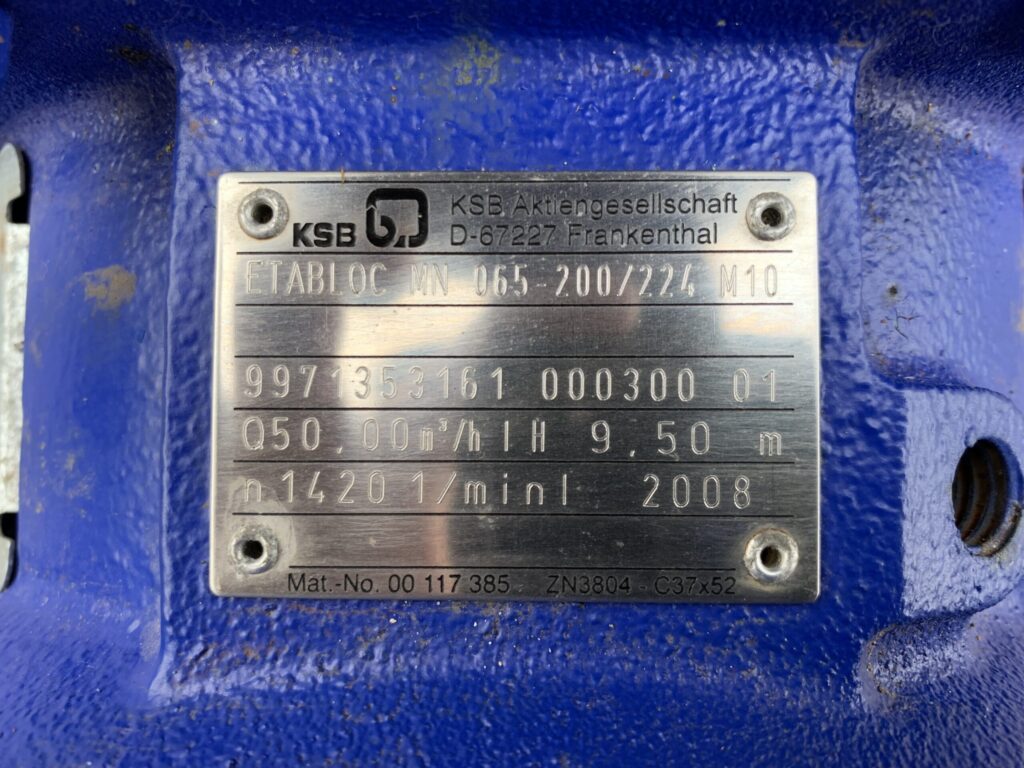 KSB KSB Aktiengesellschaft
D-67227 Frankenthal
ETABLOC MN 065-200/224 M10
9971353161 000300 01
Q50,00m³/h|H 9,50 m
n1420 1/min| 2008
Mat.-No. 00 117 385 ZN3804 - C37x52